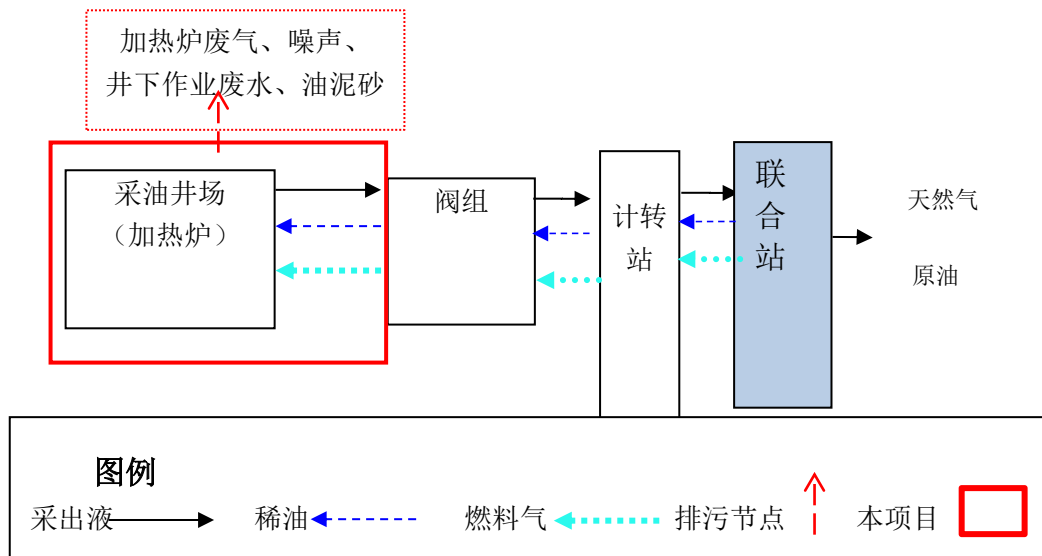 加热炉废气、噪声、
井下作业废水、油泥砂
采油井场
（加热炉）
阀组
计转
站
联
合
站
天然气
原油
图例
采出液
稀油
燃料气
排污节点
本项目